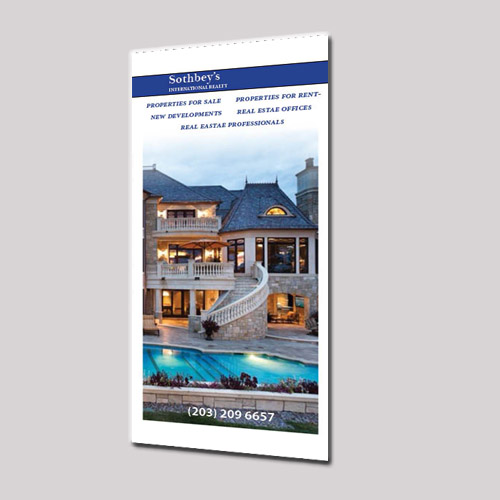 Sothbey's
INTERNATIONAL REALTY
PROPERTIES FOR SALE PROPERTIES FOR RENT-
NEW DEVELOPMENTS REAL ESTAE OFFICES
REAL EASTAE PROFESSIONALS
(203) 209 6657